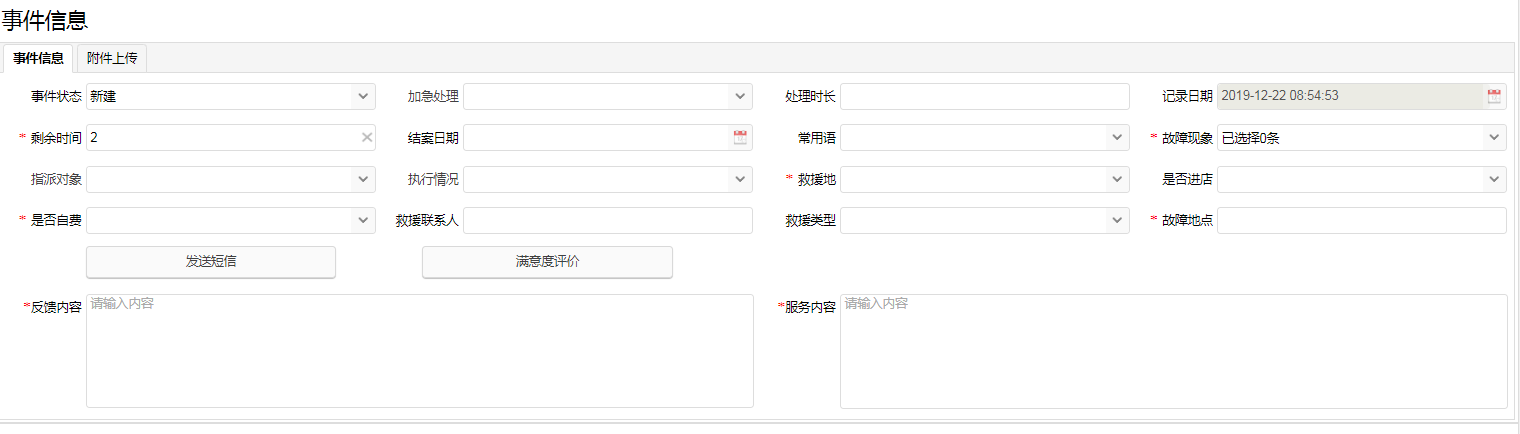 事件信息
事件信息 附件上传
事件状态 新建 加急处理 处理时长 记录日期 2019-12-22 08:54:53
* 剩余时间 2 结案日期 常用语 * 故障现象 已选择0条
指派对象 执行情况 * 救援地 是否进店
* 是否自费 救援联系人 救援类型 * 故障地点
发送短信 满意度评价
*反馈内容 请输入内容 *服务内容 请输入内容